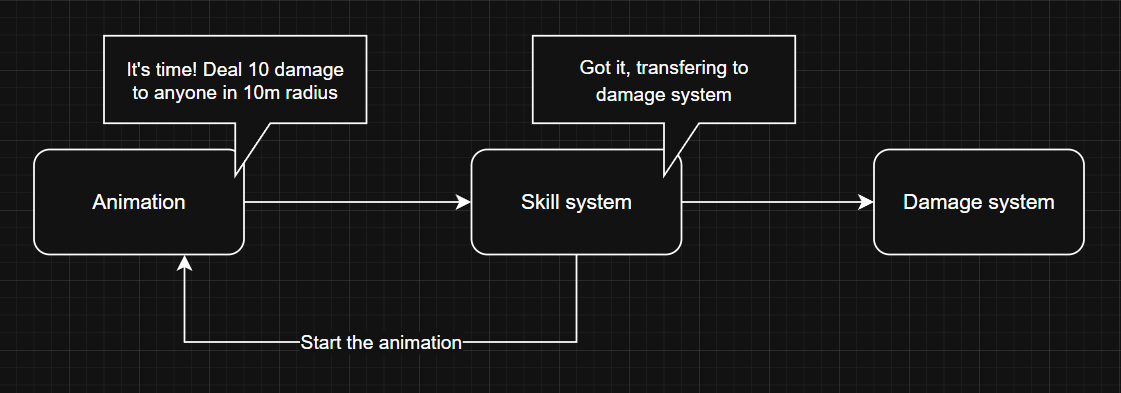 It's time! Deal 10 damage
to anyone in 10m radius
Got it, transfering to
damage system
Animation
Skill system
Damage system
Start the animation